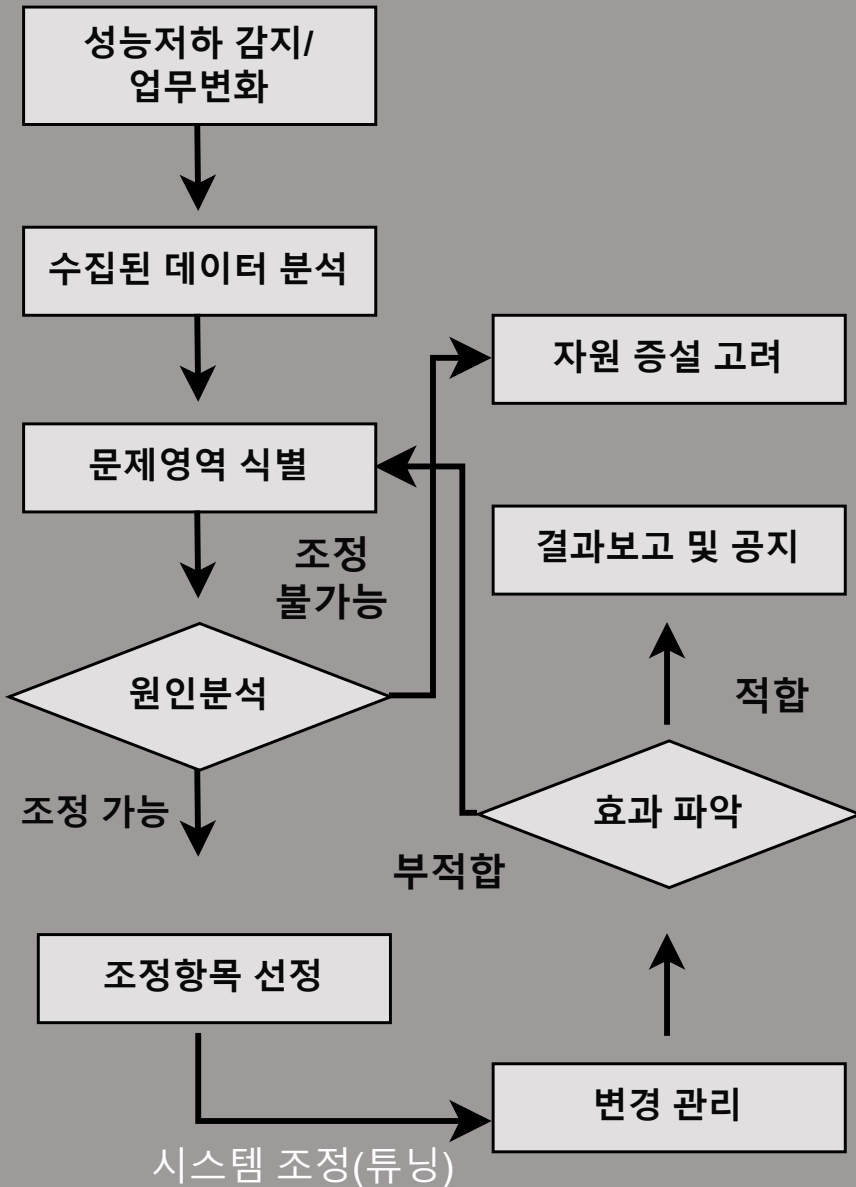 성능저하 감지/
업무변화
수집된 데이터 분석
자원 증설 고려
문제영역 식별
결과보고 및 공지
조정
불가능
원인분석
적합
조정 가능
효과 파악
부적합
조정항목 선정
변경 관리
시스템 조정(튜닝)